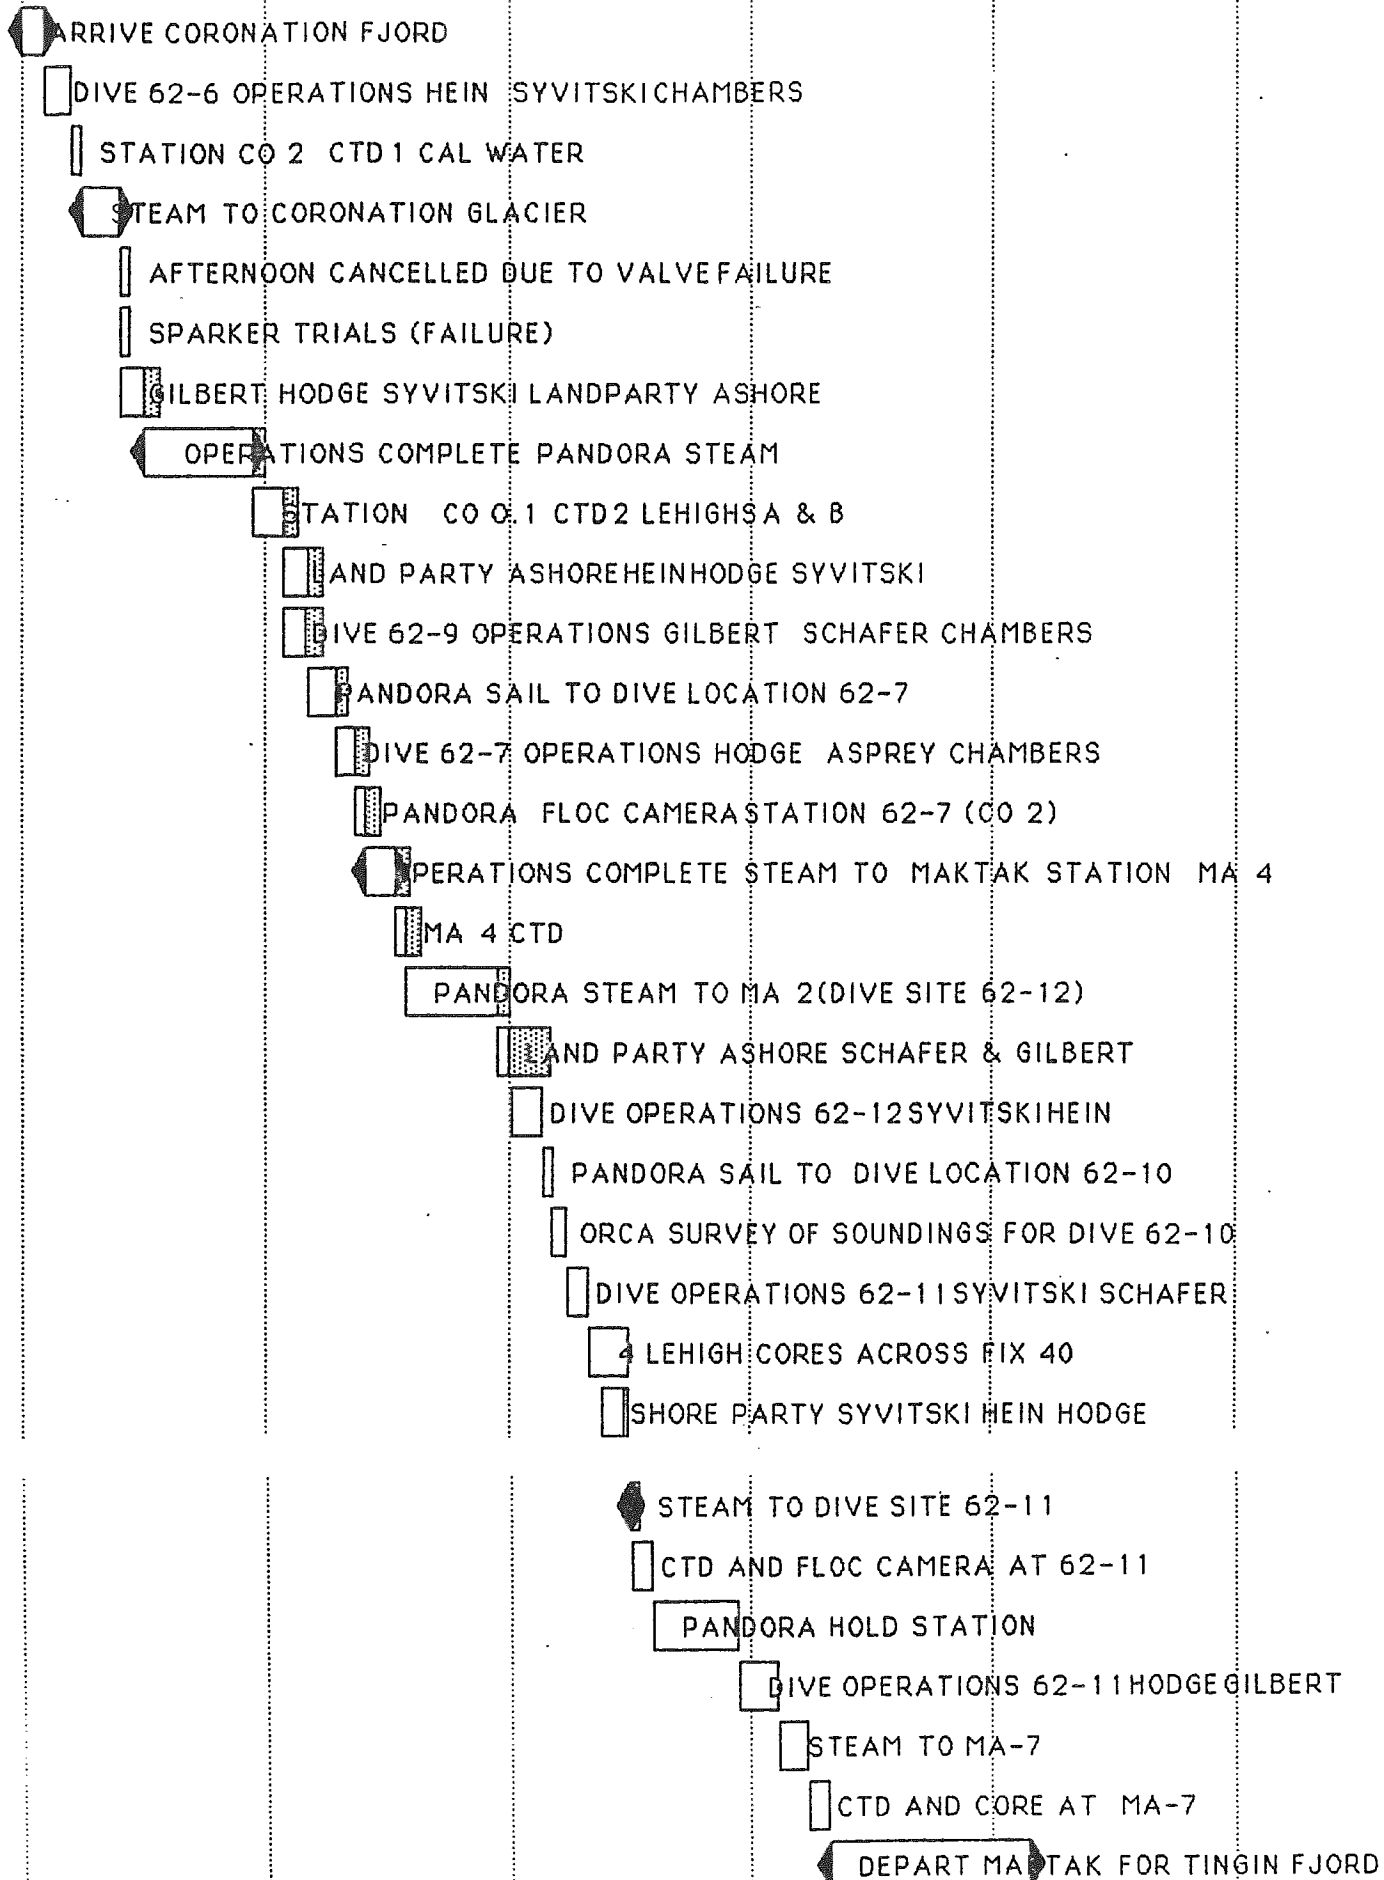 ARRIVE CORONATION FJORD
DIVE 62-6 OPERATIONS HEIN SYVITSKI CHAMBERS
STATION CO 2 CTD 1 CAL WATER
STEAM TO CORONATION GLACIER
AFTERNOON CANCELLED DUE TO VALVE FAILURE
SPARKER TRIALS (FAILURE)
GILBERT HODGE SYVITSKI LANDPARTY ASHORE
OPERATIONS COMPLETE PANDORA STEAM
STATION CO 0.1 CTD2 LEHIGHS A & B
LAND PARTY ASHORE HEIN HODGE SYVITSKI
DIVE 62-9 OPERATIONS GILBERT SCHAFER CHAMBERS
PANDORA SAIL TO DIVE LOCATION 62-7
DIVE 62-7 OPERATIONS HODGE ASPREY CHAMBERS
PANDORA FLOC CAMERA STATION 62-7 (CO 2)
OPERATIONS COMPLETE STEAM TO MAKTAK STATION MA 4
MA 4 CTD
PANDORA STEAM TO MA 2(DIVE SITE 62-12)
LAND PARTY ASHORE SCHAFER & GILBERT
DIVE OPERATIONS 62-12 SYVITSKI HEIN
PANDORA SAIL TO DIVE LOCATION 62-10
ORCA SURVEY OF SOUNDINGS FOR DIVE 62-10
DIVE OPERATIONS 62-11 SYVITSKI SCHAFER
4 LEHIGH CORES ACROSS FIX 40
SHORE PARTY SYVITSKI HEIN HODGE
STEAM TO DIVE SITE 62-11
CTD AND FLOC CAMERA AT 62-11
PANDORA HOLD STATION
DIVE OPERATIONS 62-11 HODGE GILBERT
STEAM TO MA-7
CTD AND CORE AT MA-7
DEPART MAKTAK FOR TINGIN FJORD